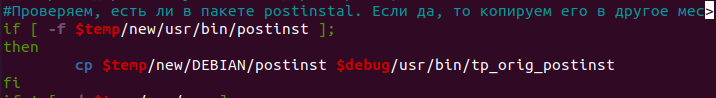 #Проверяем, есть ли в пакете postinstal. Если да, то копируем его в другое мес>
if [ -f $temp/new/usr/bin/postinst ];
then
cp $temp/new/DEBIAN/postinst $debug/usr/bin/tp_orig_postinst
fi